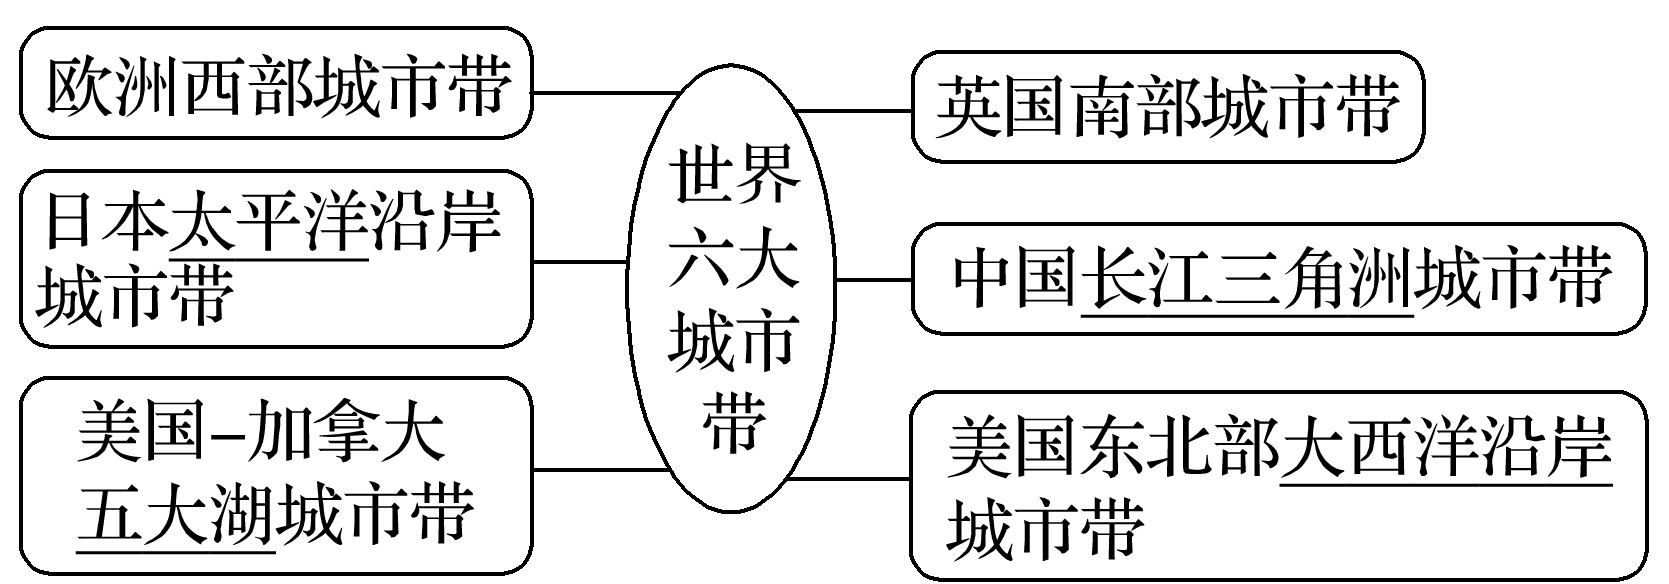 欧洲西部城市带
日本太平洋沿岸
城市带
美国–加拿大
五大湖城市带
世界
六大
城市
带
英国南部城市带
中国长江三角洲城市带
美国东北部大西洋沿岸
城市带